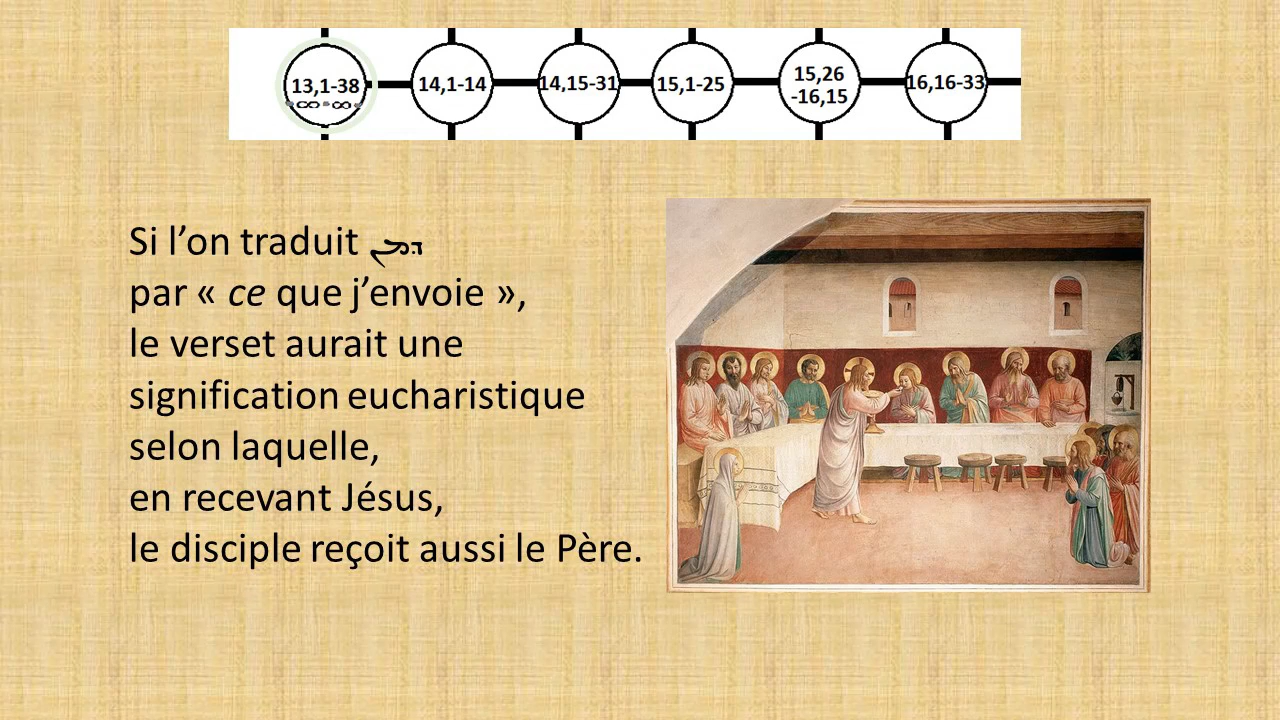 13,1-38
14,1-14
14,15-31
15,1-25
15,26
-16,15
16,16-33
Si l’on traduit
par « ce que j’envoie »,
le verset aurait une
signification eucharistique
selon laquelle,
en recevant Jésus,
le disciple reçoit aussi le Père.